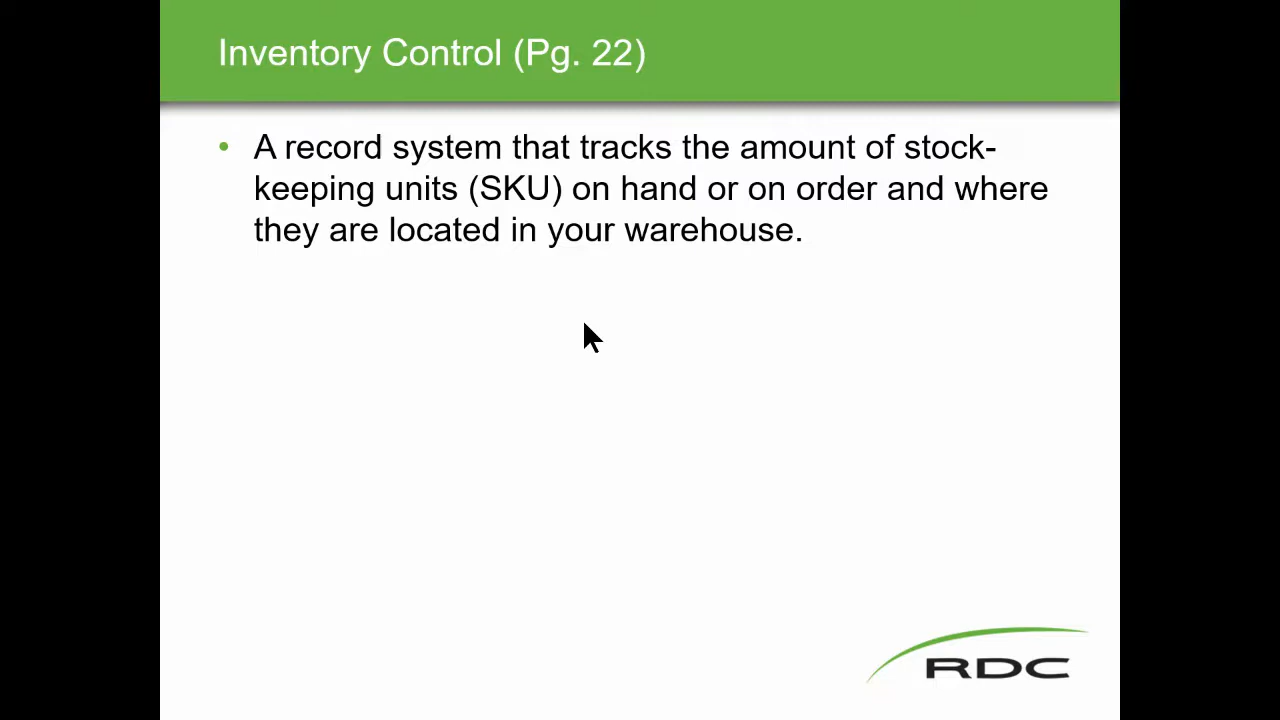 Inventory Control (Pg. 22)
• A record system that tracks the amount of stock-
keeping units (SKU) on hand or on order and where
they are located in your warehouse.
RDC